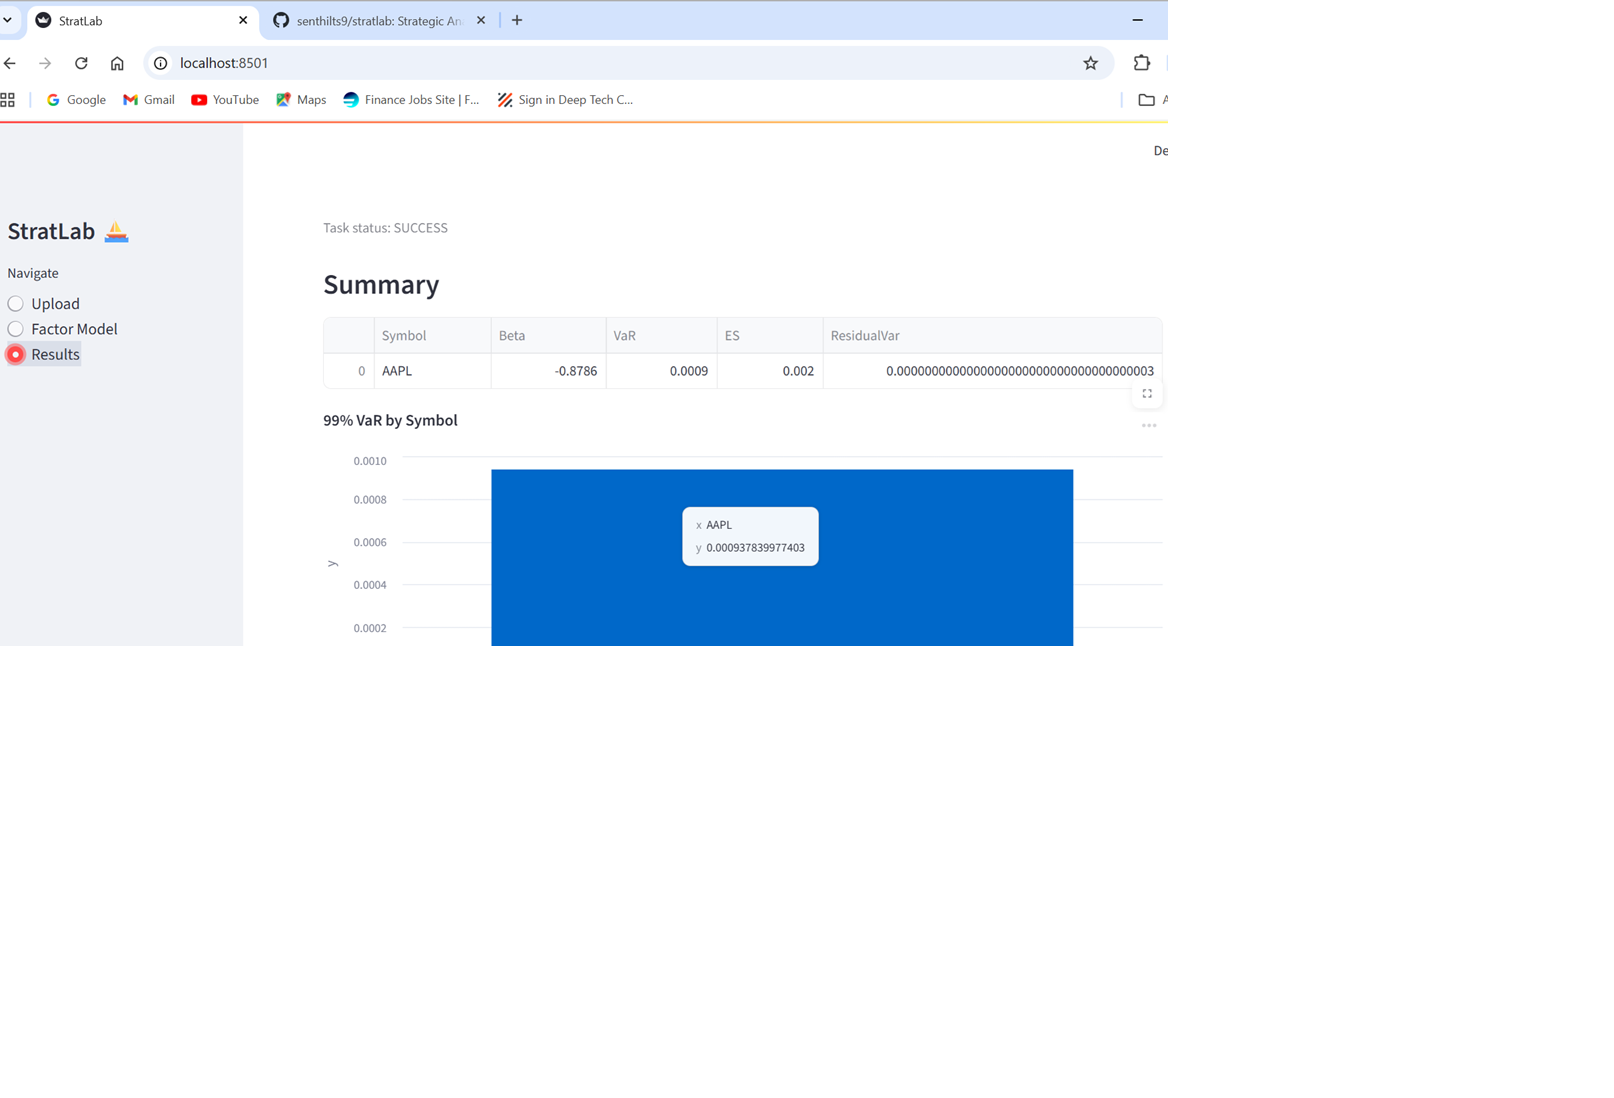 StratLab
senthilts9/stratlab: Strategic An
localhost:8501
Google
Gmail
YouTube
Maps
Finance Jobs Site | F...
Sign in Deep Tech C...
De
StratLab
Navigate
Upload
Factor Model
Results
Task status: SUCCESS
Summary
Symbol Beta VaR ES ResidualVar
0 AAPL -0.8786 0.0009 0.002 0.0000000000000000000000000000000000003
99% VaR by Symbol
0.0010
0.0008
0.0006
0.0004
0.0002
y
x AAPL
y 0.000937839977403